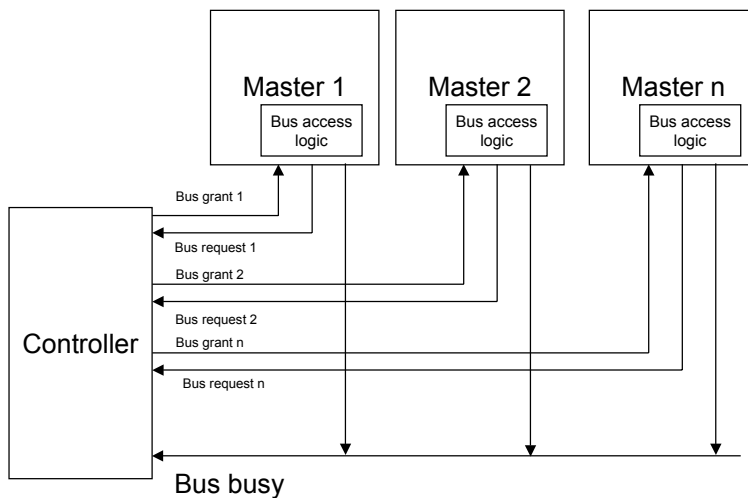 Master 1
Bus access
logic
Master 2
Bus access
logic
Master n
Bus access
logic
Bus grant 1
Bus request 1
Bus grant 2
Bus request 2
Bus grant n
Bus request n
Controller
Bus busy